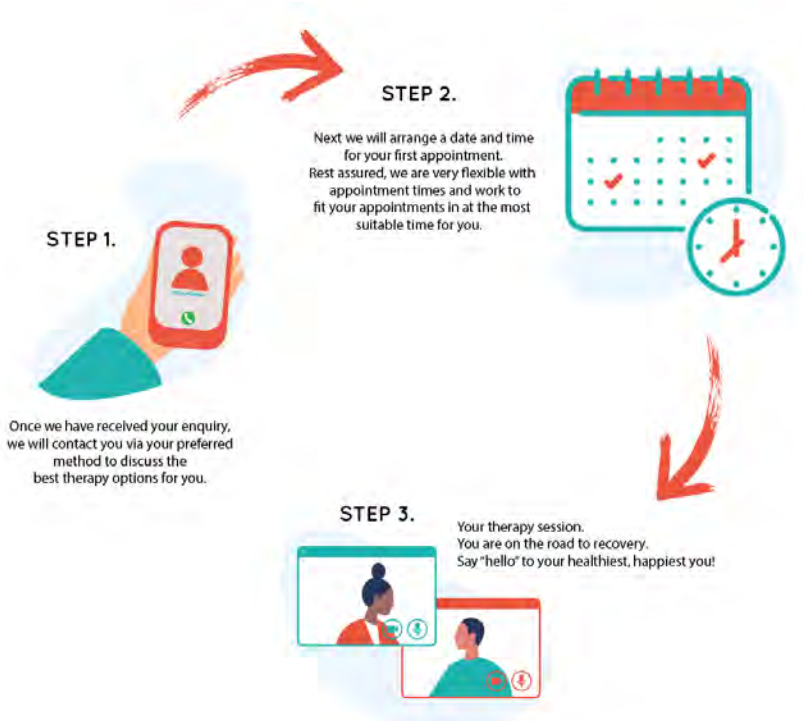 STEP 1.
Once we have received your enquiry,
we will contact you via your preferred
method to discuss the
best therapy options for you.
STEP 2.
Next we will arrange a date and time
for your first appointment.
Rest assured, we are very flexible with
appointment times and work to
fit your appointments in at the most
suitable time for you.
STEP 3.
Your therapy session.
You are on the road to recovery.
Say "hello" to your healthiest, happiest you!